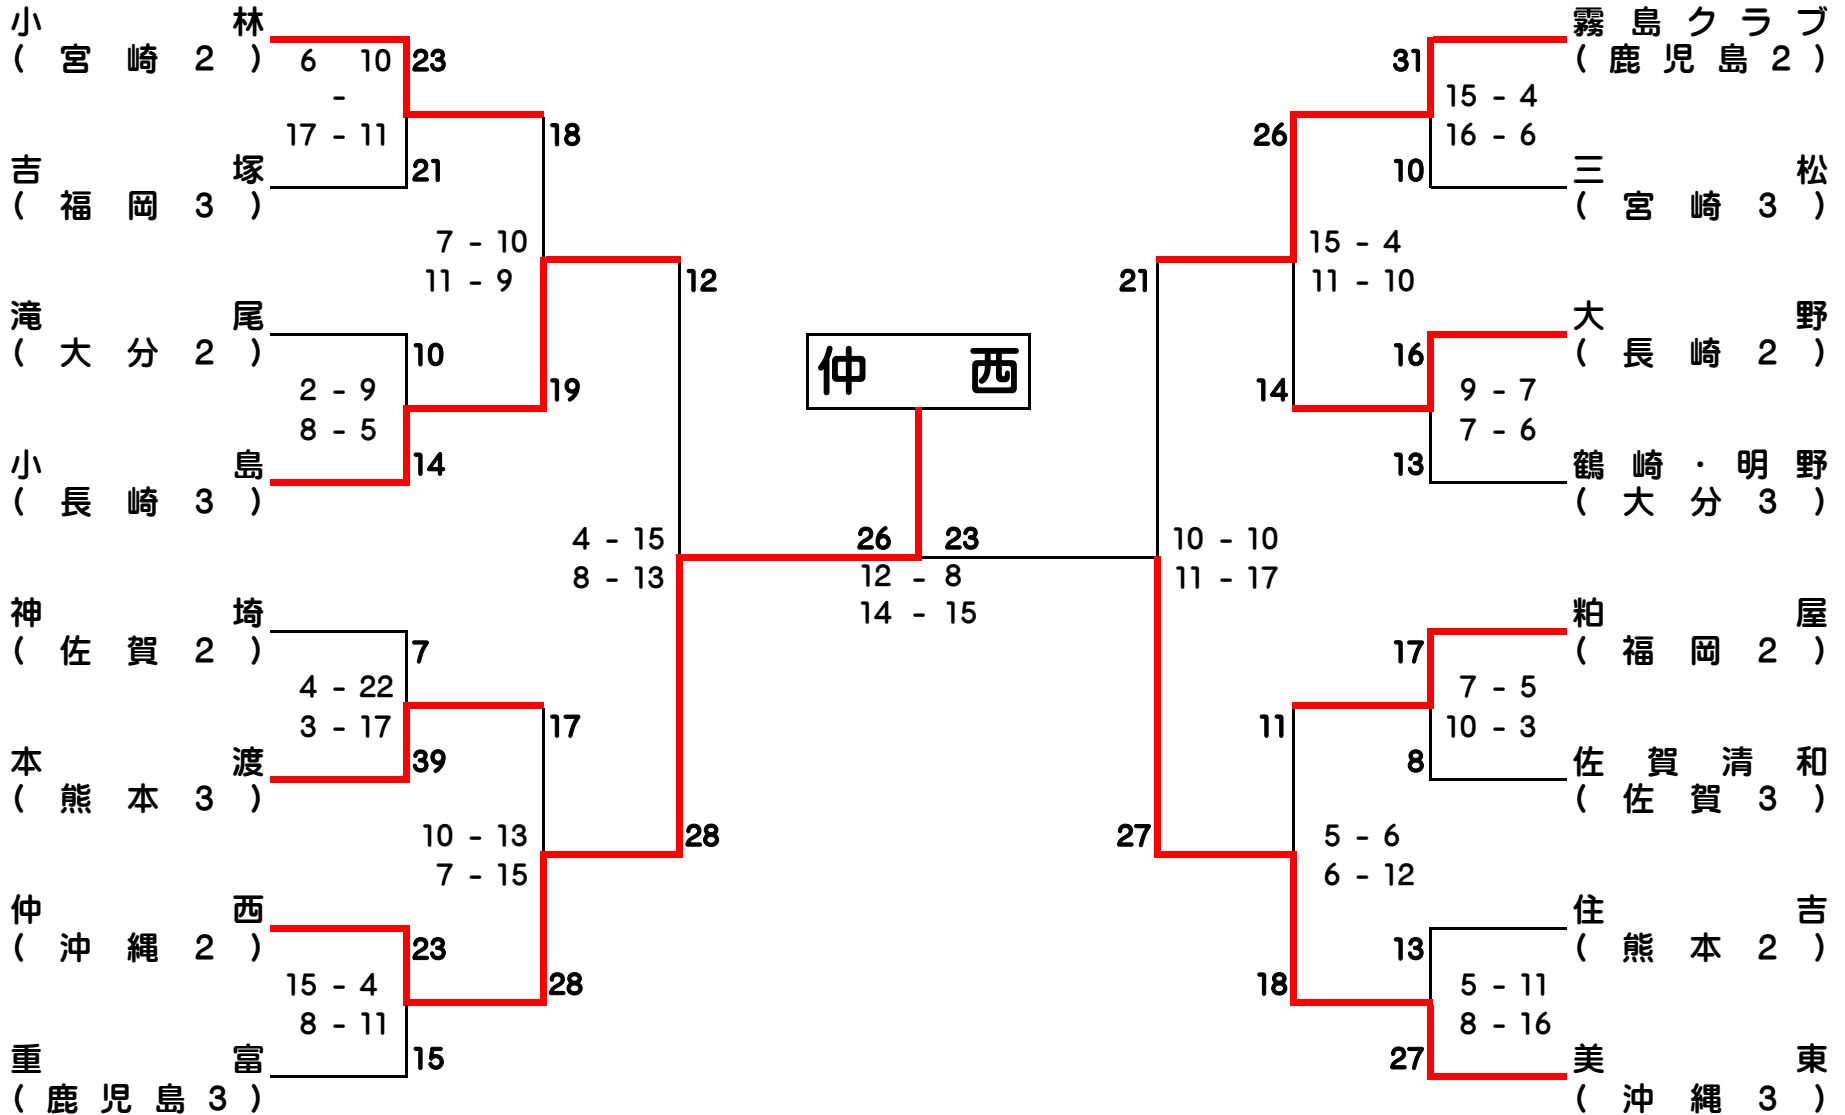 小林
(宮崎2)
6 10
-
17 - 11
23
21
吉塚
(福岡3)
18
7 - 10
11 - 9
滝尾
(大分2)
10
2 - 9
8 - 5
14
小島
(長崎3)
19
12
4 - 15
8 - 13
神埼
(佐賀2)
7
4 - 22
3 - 17
39
本渡
(熊本3)
17
10 - 13
7 - 15
28
仲西
(沖縄2)
23
15 - 4
8 - 11
15
重富
(鹿児島3)
28
仲西
26 23
12 - 8
14 - 15
霧島クラブ
(鹿児島2)
31
15 - 4
16 - 6
10
三松
(宮崎3)
26
15 - 4
11 - 10
大野
(長崎2)
16
9 - 7
7 - 6
13
鶴崎・明野
(大分3)
14
21
10 - 10
11 - 17
粕屋
(福岡2)
17
7 - 5
10 - 3
8
佐賀清和
(佐賀3)
11
5 - 6
6 - 12
27
住吉
(熊本2)
13
5 - 11
8 - 16
27
美東
(沖縄3)
18